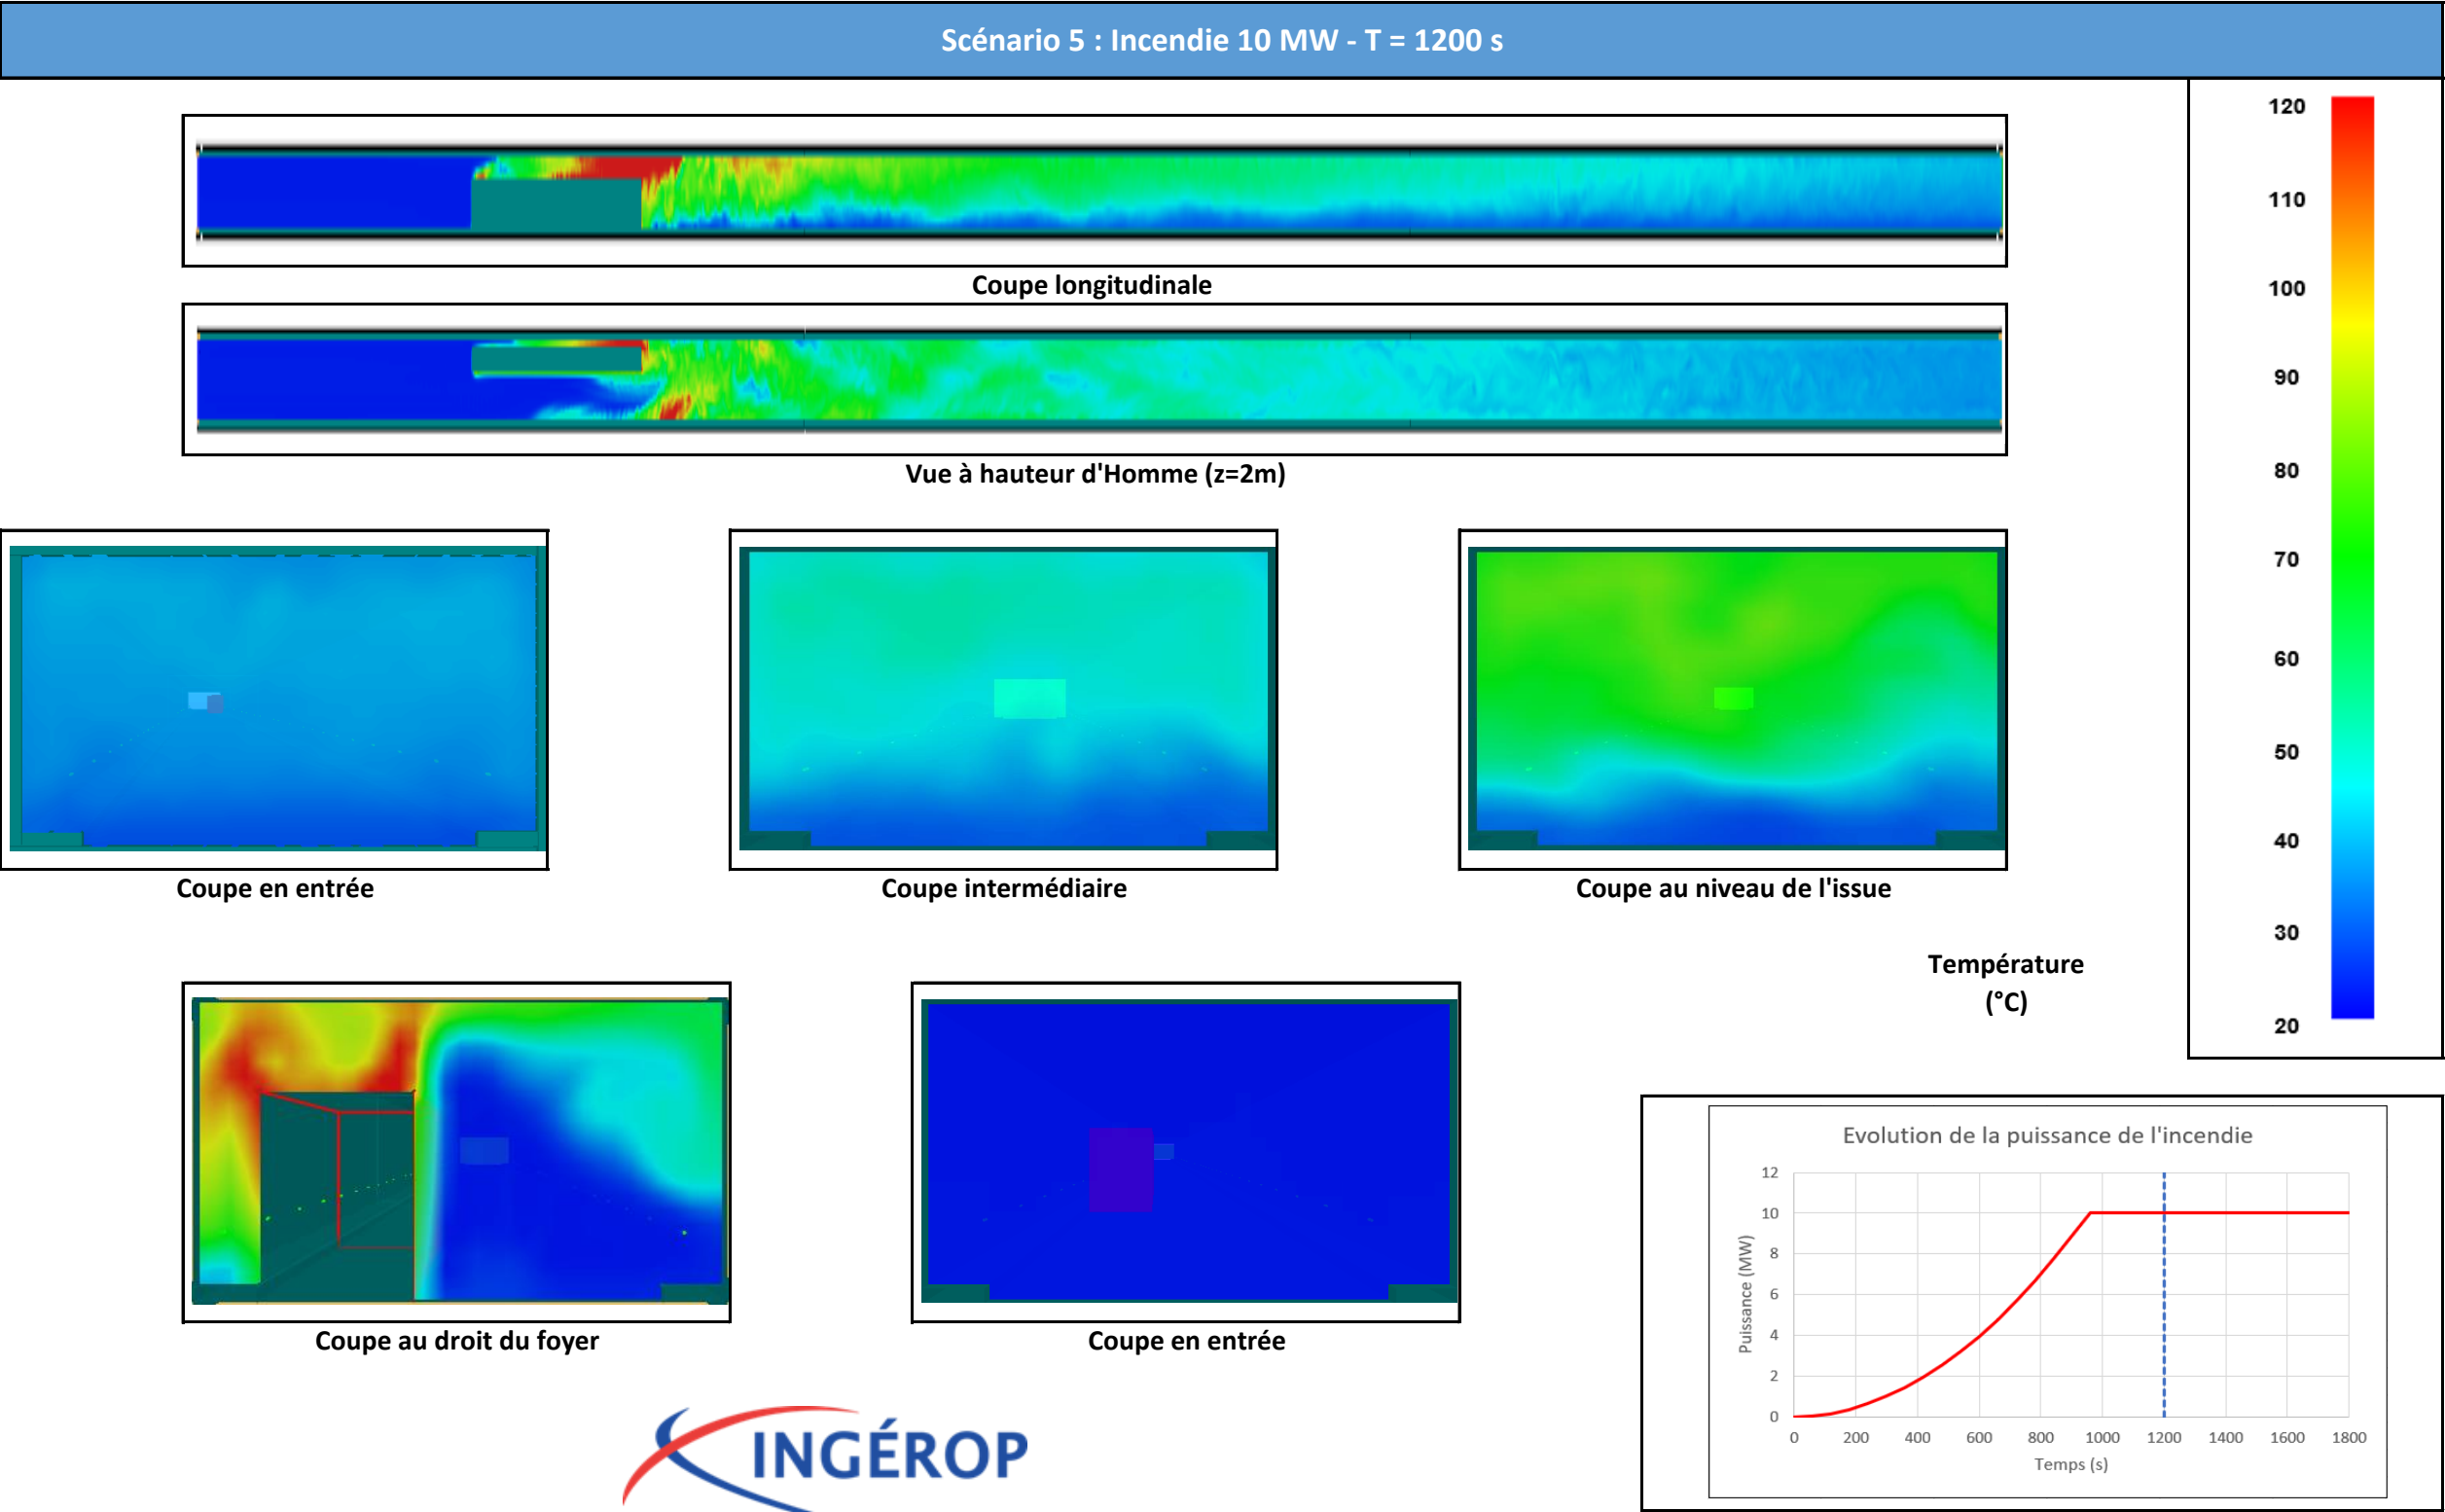 Scénario 5 : Incendie 10 MW - T = 1200 s
Coupe longitudinale
Vue à hauteur d'Homme (z=2m)
Coupe en entrée
Coupe intermédiaire
Coupe au niveau de l'issue
120
110
100
90
80
70
60
50
40
30
20
Température
(°C)
Coupe au droit du foyer
Coupe en entrée
Evolution de la puissance de l'incendie
Puissance (MW)
12
10
8
6
4
2
0
0 200 400 600 800 1000 1200 1400 1600 1800
Temps (s)
INGÉROP